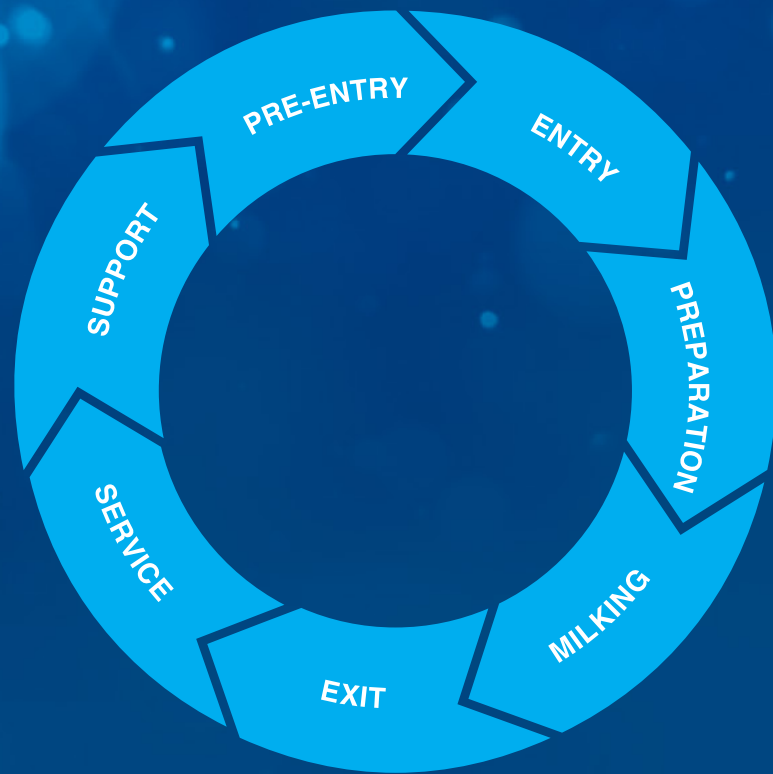 PRE-ENTRY
ENTRY
PREPARATION
MILKING
EXIT
SERVICE
SUPPORT